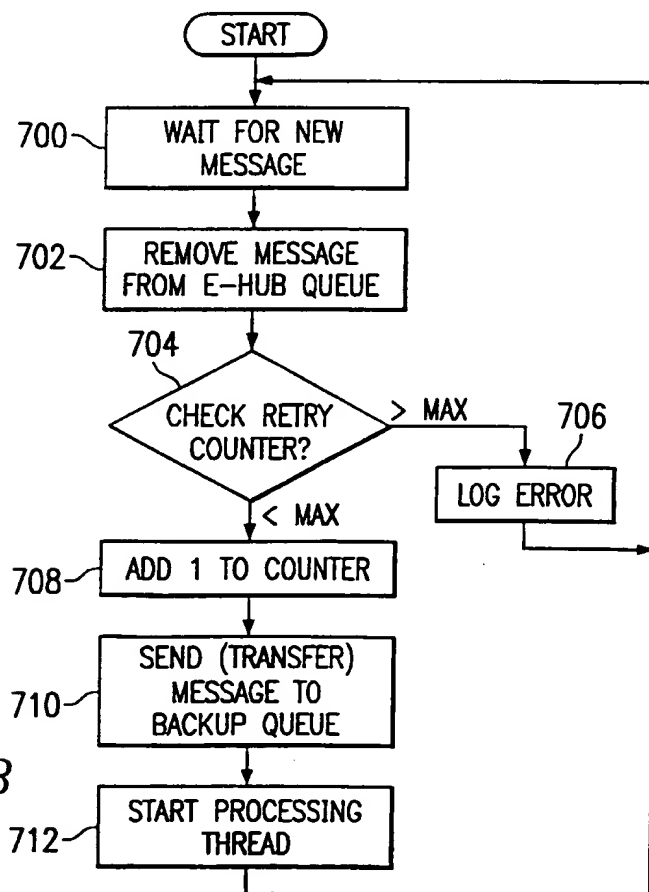 START
700
WAIT FOR NEW
MESSAGE
702
REMOVE MESSAGE
FROM E-HUB QUEUE
704
CHECK RETRY
COUNTER?
> MAX
706
LOG ERROR
< MAX
708
ADD 1 TO COUNTER
710
SEND (TRANSFER)
MESSAGE TO
BACKUP QUEUE
712
START PROCESSING
THREAD